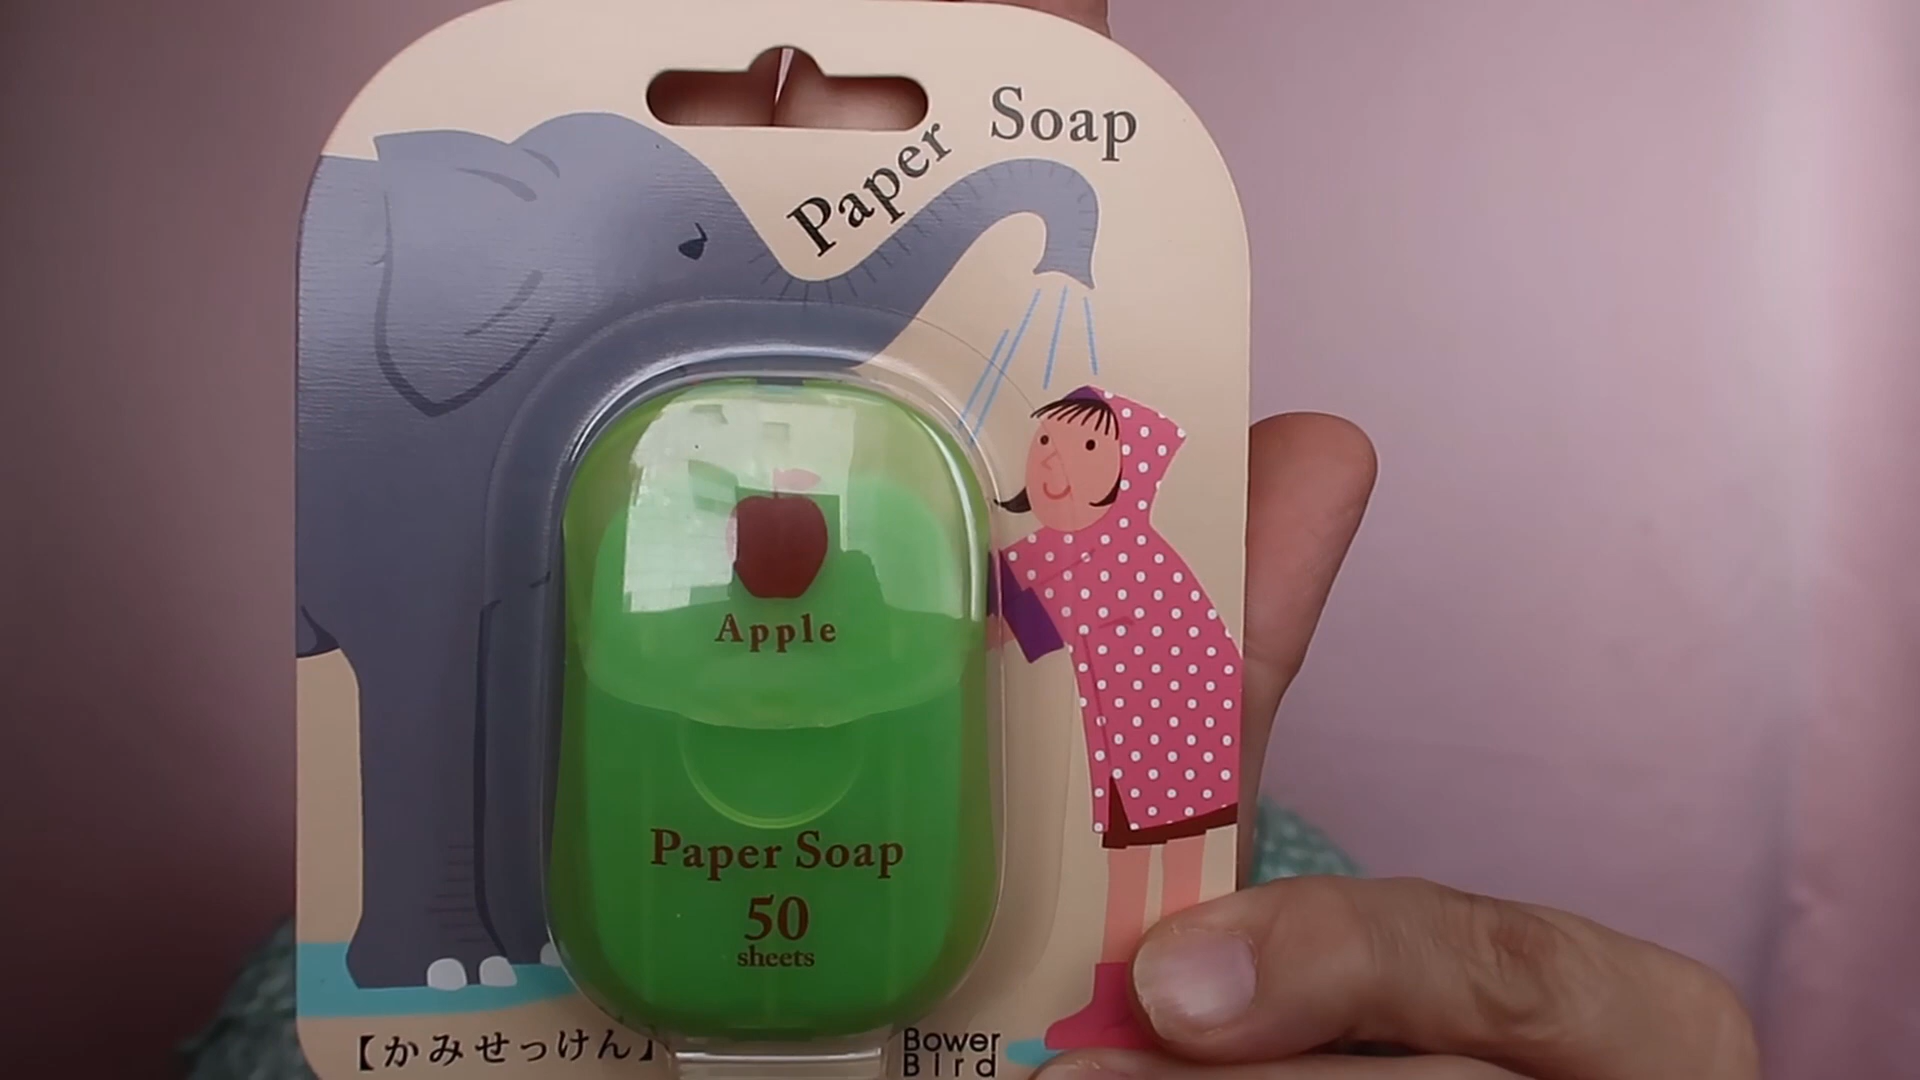 Paper Soap
Apple
Paper Soap
50
sheets
【かみせっけん】
Bower
Bird